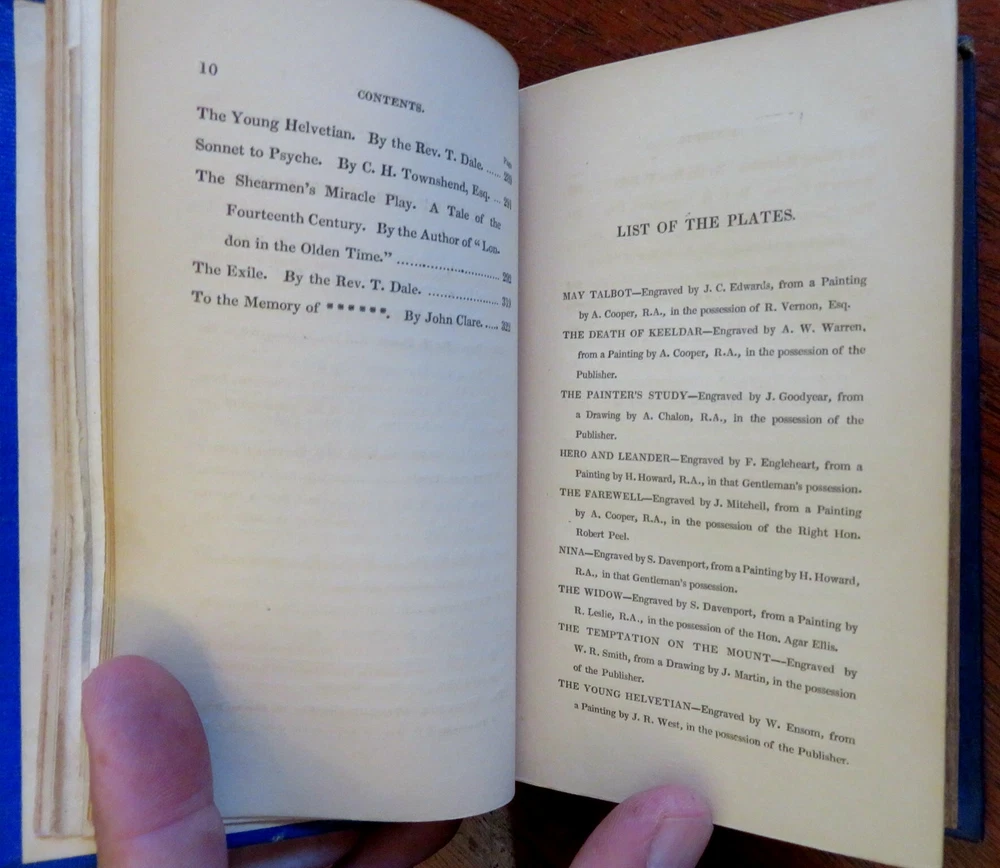 10
CONTENTS.
Page
The Young Helvetian. By the Rev. T. Dale. ..... 289
Sonnet to Psyche. By C. H. Townshend, Esq. ... 291
The Shearmen's Miracle Play. A Tale of the
Fourteenth Century. By the Author of "Lon-
don in the Olden Time." ........................ 292
The Exile. By the Rev. T. Dale. .................. 319
To the Memory of ******. By John Clare..... 323
LIST OF THE PLATES.
MAY TALBOT—Engraved by J. C. Edwards, from a Painting
by A. Cooper, R.A., in the possession of R. Vernon, Esq.
THE DEATH OF KEELDAR—Engraved by A. W. Warren,
from a Painting by A. Cooper, R.A., in the possession of the
Publisher.
THE PAINTER'S STUDY—Engraved by J. Goodyear, from
a Drawing by A. Chalon, R.A., in the possession of the
Publisher.
HERO AND LEANDER—Engraved by F. Engleheart, from a
Painting by H. Howard, R.A., in that Gentleman's possession.
THE FAREWELL—Engraved by J. Mitchell, from a Painting
by A. Cooper, R.A., in the possession of the Right Hon.
Robert Peel.
NINA—Engraved by S. Davenport, from a Painting by H. Howard,
R.A., in that Gentleman's possession.
THE WIDOW—Engraved by S. Davenport, from a Painting by
R. Leslie, R.A., in the possession of the Hon. Agar Ellis.
THE TEMPTATION ON THE MOUNT—Engraved by
W. R. Smith, from a Drawing by J. Martin, in the possession
of the Publisher.
THE YOUNG HELVETIAN—Engraved by W. Ensom, from
a Painting by J. R. West, in the possession of the Publisher.